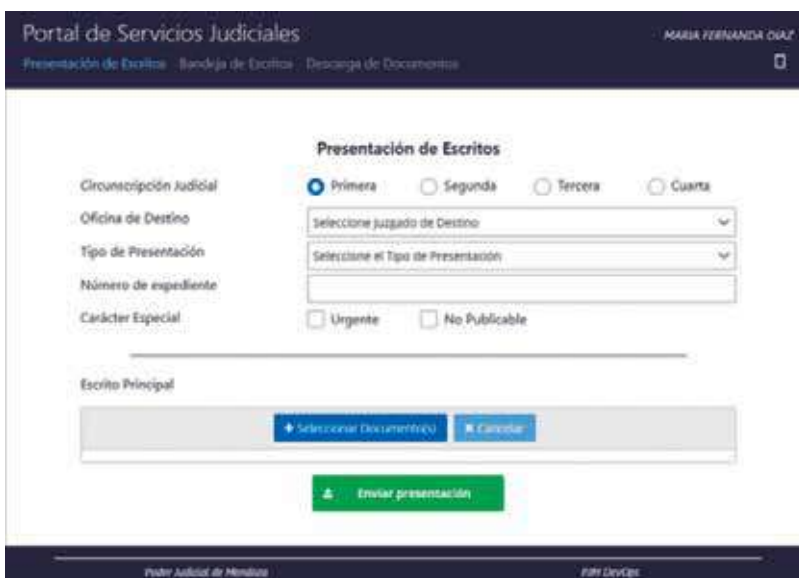 Portal de Servicios Judiciales
MARIA FERNANDA DIAZ
Presentación de Escritos Bandeja de Escritos Descarga de Documentos
Presentación de Escritos
Circunscripción Judicial Primera Segunda Tercera Cuarta
Oficina de Destino Seleccione Juzgado de Destino
Tipo de Presentación Seleccione el Tipo de Presentación
Número de expediente
Carácter Especial Urgente No Publicable
Escrito Principal
+ Seleccionar Documento(s) × Cancelar
Enviar presentación
Poder Judicial de Mendoza DevOps